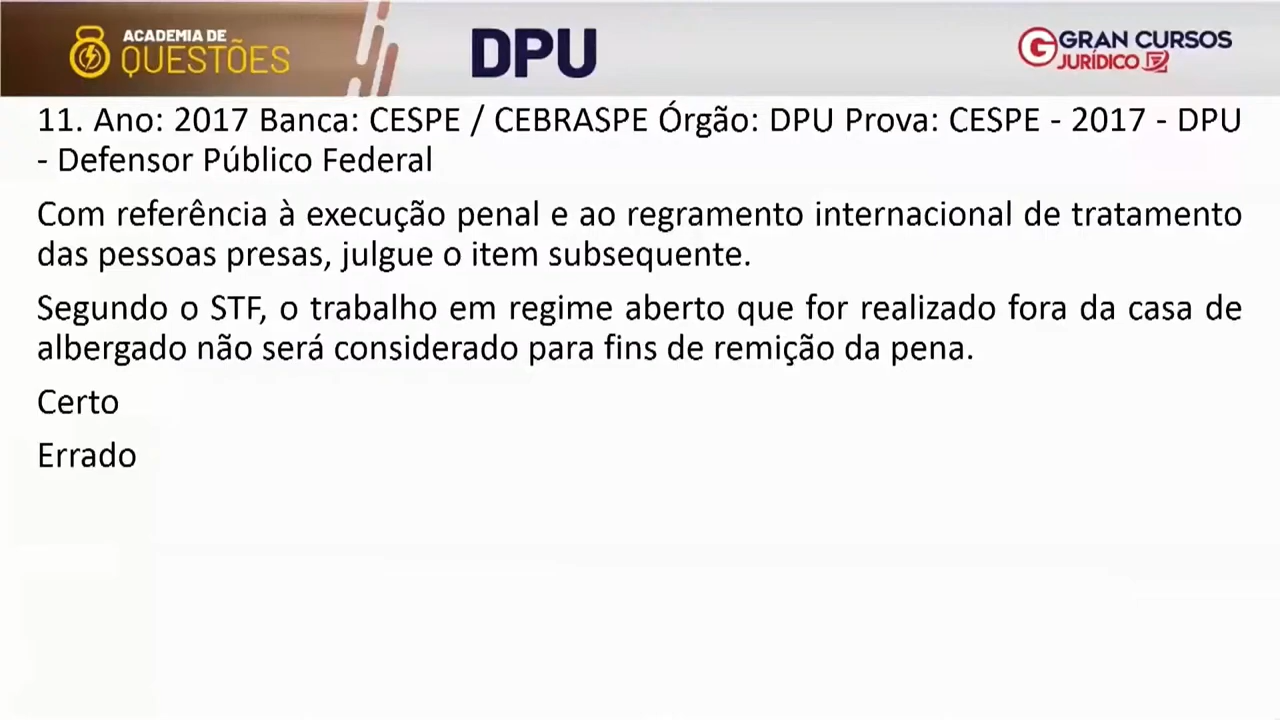 ACADEMIA DE
QUESTÕES
DPU
GRAN CURSOS
JURÍDICO
11. Ano: 2017 Banca: CESPE / CEBRASPE Órgão: DPU Prova: CESPE - 2017 - DPU
- Defensor Público Federal
Com referência à execução penal e ao regramento internacional de tratamento
das pessoas presas, julgue o item subsequente.
Segundo o STF, o trabalho em regime aberto que for realizado fora da casa de
albergado não será considerado para fins de remição da pena.
Certo
Errado